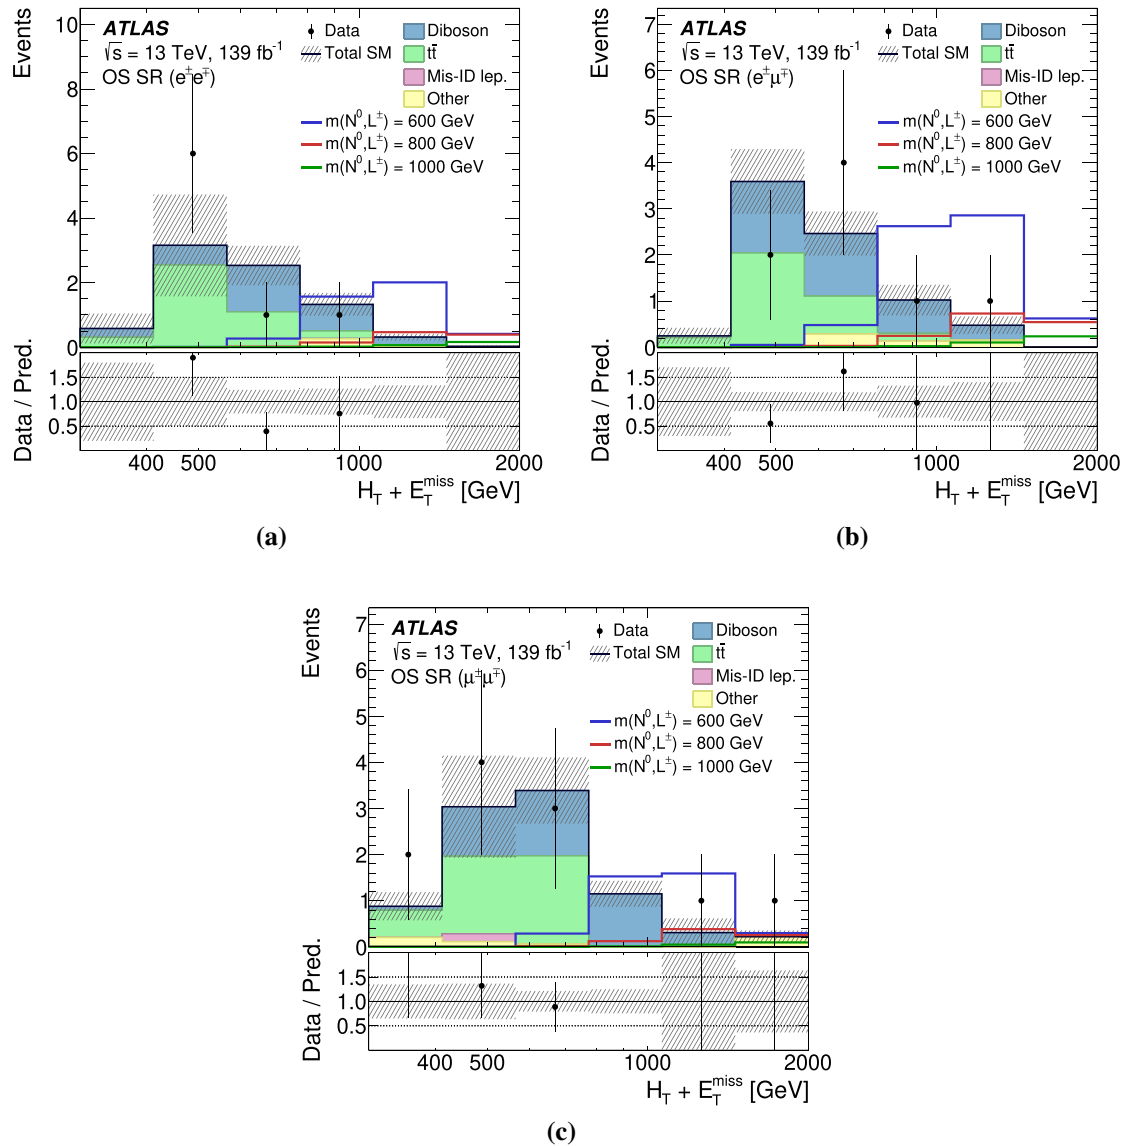 ATLAS
√s = 13 TeV, 139 fb⁻¹
OS SR (e±e∓)
Data
Total SM
Diboson
tt̄
Mis-ID lep.
Other
m(N⁰,L±) = 600 GeV
m(N⁰,L±) = 800 GeV
m(N⁰,L±) = 1000 GeV
Events
10
8
6
4
2
0
Data / Pred.
1.5
1.0
0.5
400 500 1000 2000
H_T + E_T^miss [GeV]
(a)
ATLAS
√s = 13 TeV, 139 fb⁻¹
OS SR (e±μ∓)
Data
Total SM
Diboson
tt̄
Mis-ID lep.
Other
m(N⁰,L±) = 600 GeV
m(N⁰,L±) = 800 GeV
m(N⁰,L±) = 1000 GeV
Events
7
6
5
4
3
2
1
0
Data / Pred.
1.5
1.0
0.5
400 500 1000 2000
H_T + E_T^miss [GeV]
(b)
ATLAS
√s = 13 TeV, 139 fb⁻¹
OS SR (μ±μ∓)
Data
Total SM
Diboson
tt̄
Mis-ID lep.
Other
m(N⁰,L±) = 600 GeV
m(N⁰,L±) = 800 GeV
m(N⁰,L±) = 1000 GeV
Events
7
6
5
4
3
2
1
0
Data / Pred.
1.5
1.0
0.5
400 500 1000 2000
H_T + E_T^miss [GeV]
(c)